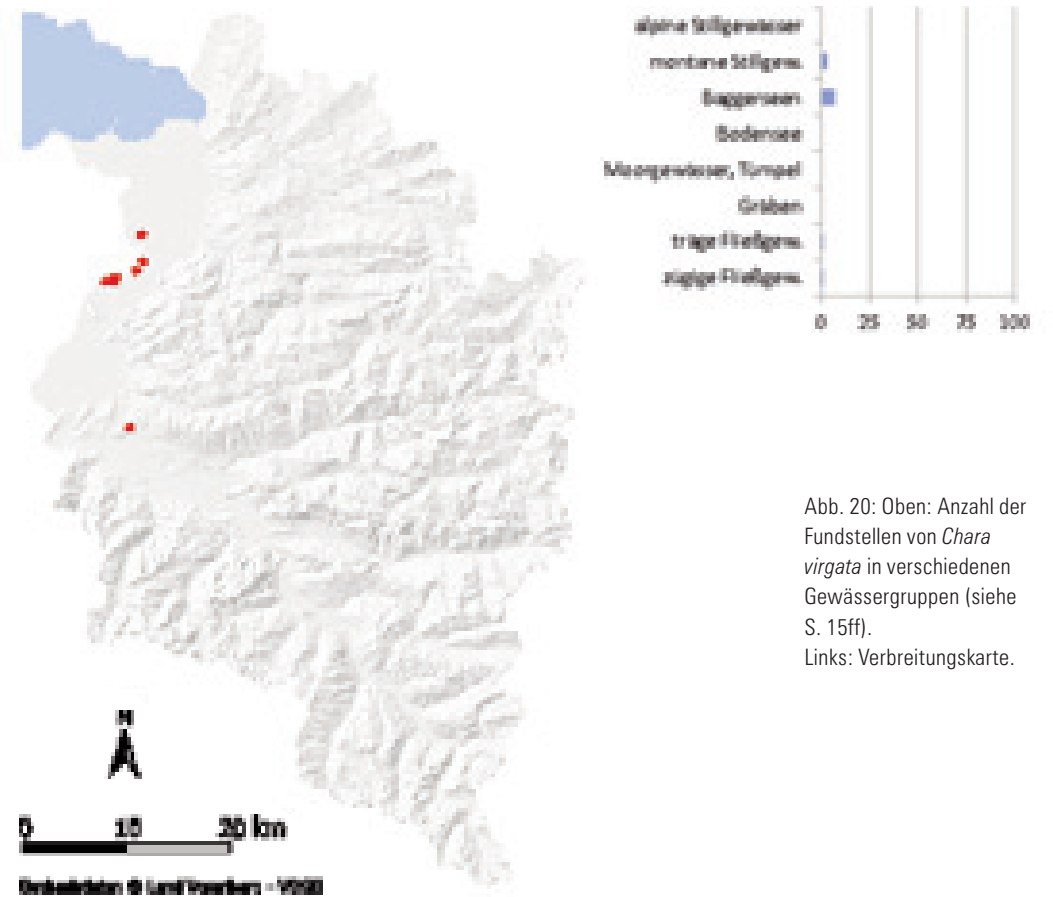 alpine Stillgewässer
montane Stillgew.
Baggerseen
Bodensee
Moorgewässer, Tümpel
Gräben
träge Fließgew.
zügige Fließgew.
0 25 50 75 100
Abb. 20: Oben: Anzahl der
Fundstellen von Chara
virgata in verschiedenen
Gewässergruppen (siehe
S. 15ff).
Links: Verbreitungskarte.
N
0 10 20 km
© Land Vorarlberg -